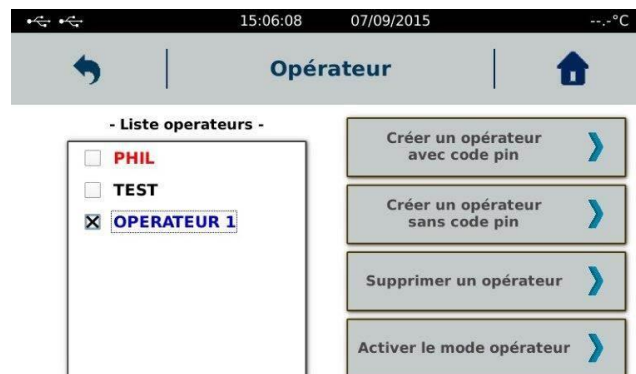 15:06:08 07/09/2015 --.-°C
Opérateur
- Liste operateurs -
PHIL
TEST
OPERATEUR 1
Créer un opérateur
avec code pin
Créer un opérateur
sans code pin
Supprimer un opérateur
Activer le mode opérateur